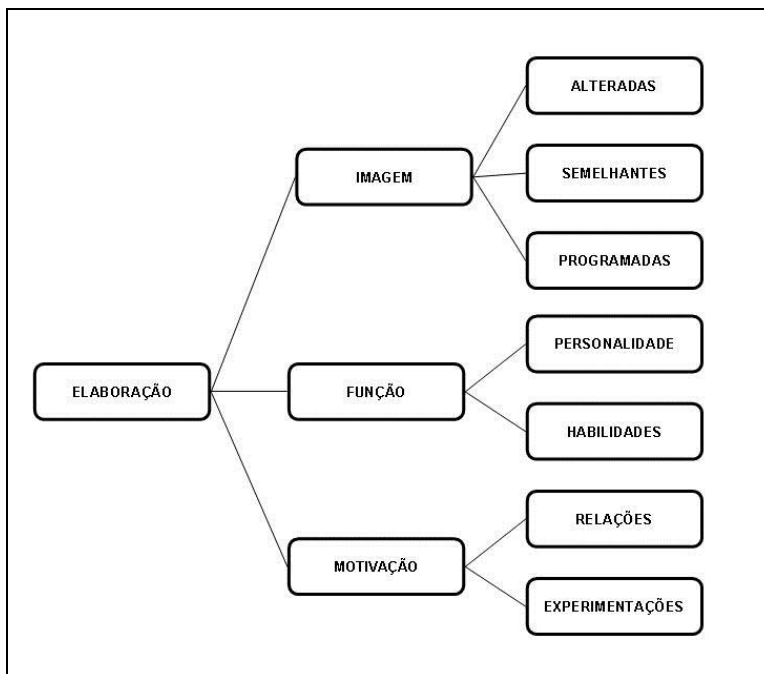 ALTERADAS
IMAGEM
SEMELHANTES
PROGRAMADAS
PERSONALIDADE
ELABORAÇÃO
FUNÇÃO
HABILIDADES
RELAÇÕES
MOTIVAÇÃO
EXPERIMENTAÇÕES